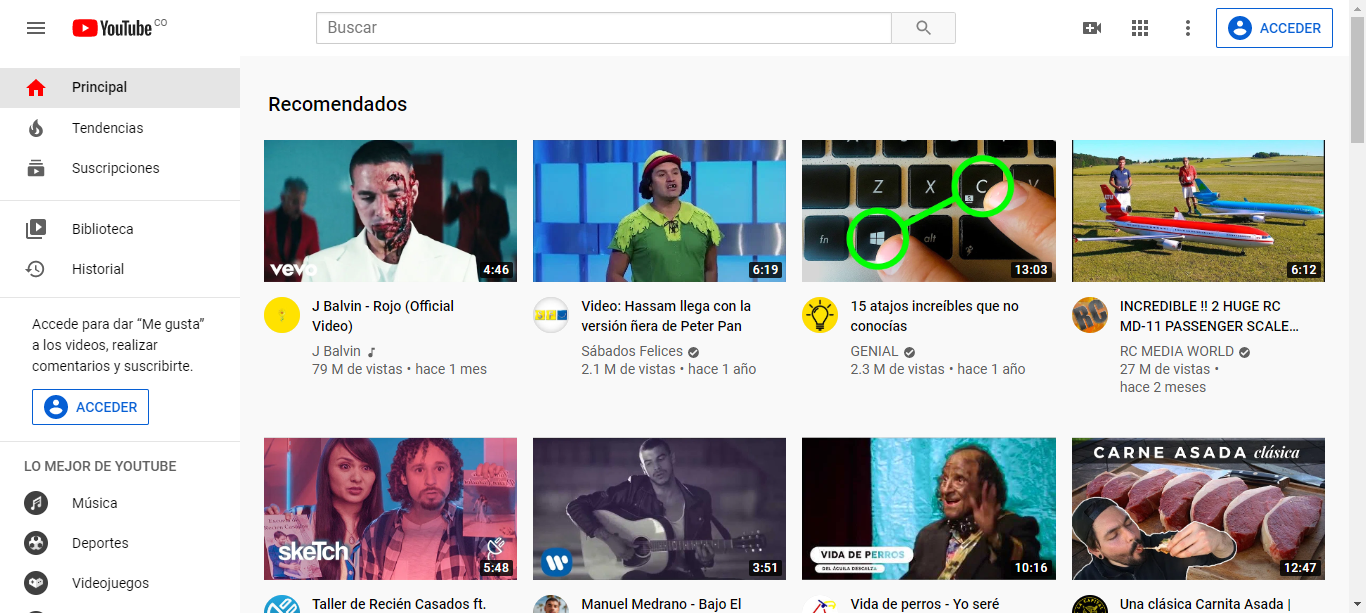 YouTube CO
Buscar
ACCEDER
Principal
Tendencias
Suscripciones
Biblioteca
Historial
Accede para dar “Me gusta”
a los videos, realizar
comentarios y suscribirte.
ACCEDER
LO MEJOR DE YOUTUBE
Música
Deportes
Videojuegos
Recomendados
vevo
4:46
J Balvin - Rojo (Official
Video)
J Balvin
79 M de vistas • hace 1 mes
6:19
Video: Hassam llega con la
versión ñera de Peter Pan
Sábados Felices
2.1 M de vistas • hace 1 año
Z X C V
fn alt
13:03
15 atajos increíbles que no
conocías
GENIAL
2.3 M de vistas • hace 1 año
6:12
RC
INCREDIBLE !! 2 HUGE RC
MD-11 PASSENGER SCALE…
RC MEDIA WORLD
27 M de vistas •
hace 2 meses
skeTch
5:48
Taller de Recién Casados ft.
W
3:51
Manuel Medrano - Bajo El
VIDA DE PERROS
DEL ÁGUILA DESCALZA
10:16
Vida de perros - Yo seré
CARNE ASADA clásica
12:47
Una clásica Carnita Asada |